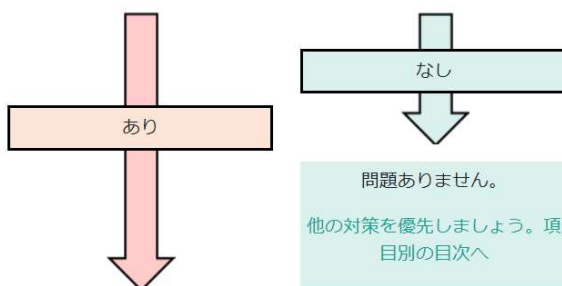 なし
あり
問題ありません。
他の対策を優先しましょう。項
目別の目次へ